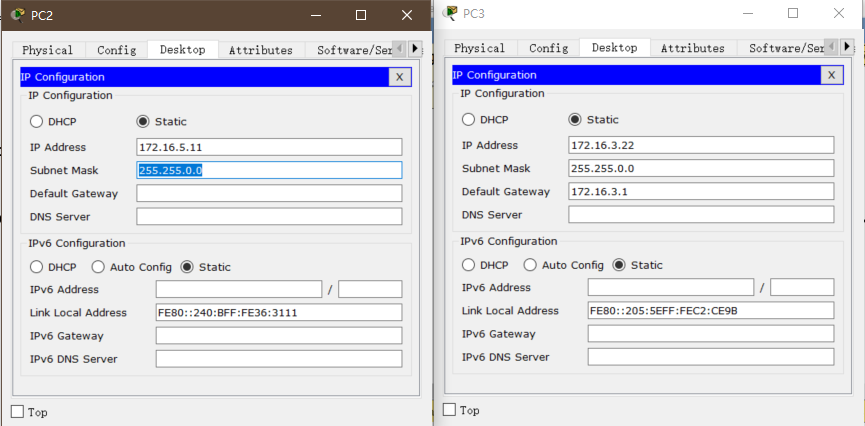 PC2
Physical Config Desktop Attributes Software/Ser
IP Configuration X
IP Configuration
DHCP Static
IP Address 172.16.5.11
Subnet Mask 255.255.0.0
Default Gateway
DNS Server
IPv6 Configuration
DHCP Auto Config Static
IPv6 Address /
Link Local Address FE80::240:BFF:FE36:3111
IPv6 Gateway
IPv6 DNS Server
Top
PC3
Physical Config Desktop Attributes Software/Ser
IP Configuration X
IP Configuration
DHCP Static
IP Address 172.16.3.22
Subnet Mask 255.255.0.0
Default Gateway 172.16.3.1
DNS Server
IPv6 Configuration
DHCP Auto Config Static
IPv6 Address /
Link Local Address FE80::205:5EFF:FEC2:CE9B
IPv6 Gateway
IPv6 DNS Server
Top